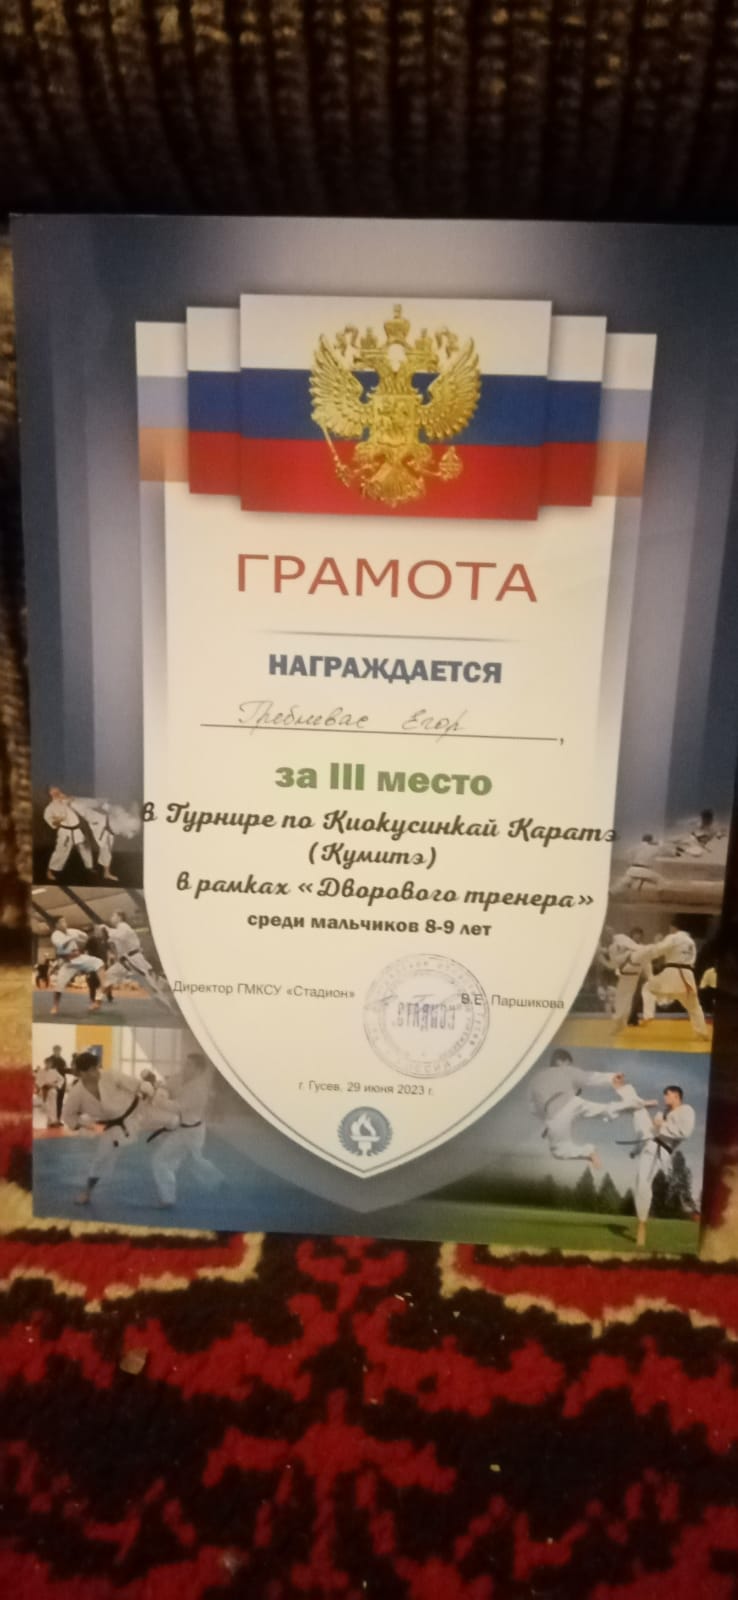 ГРАМОТА
НАГРАЖДАЕТСЯ
Егор,
за III место
в Турнире по Киокусинкай Каратэ
(Кумитэ)
в рамках «Дворового тренера»
среди мальчиков 8-9 лет
Директор ГМКСУ «Стадион» В.Е. Паршикова
"СТАДИОН"
г. Гусев, 29 июня 2023 г.